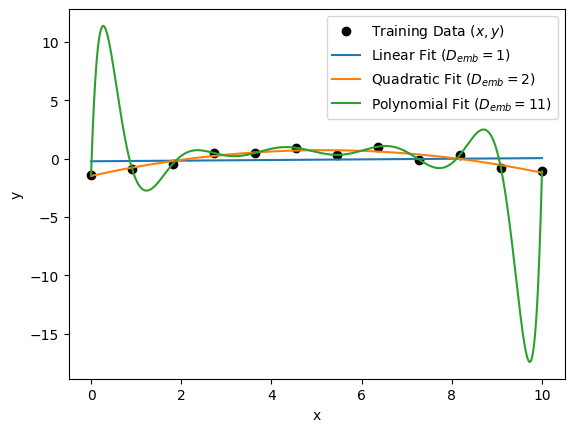 Training Data (x, y)
Linear Fit (D_emb = 1)
Quadratic Fit (D_emb = 2)
Polynomial Fit (D_emb = 11)
10
5
0
−5
−10
−15
y
0 2 4 6 8 10
x